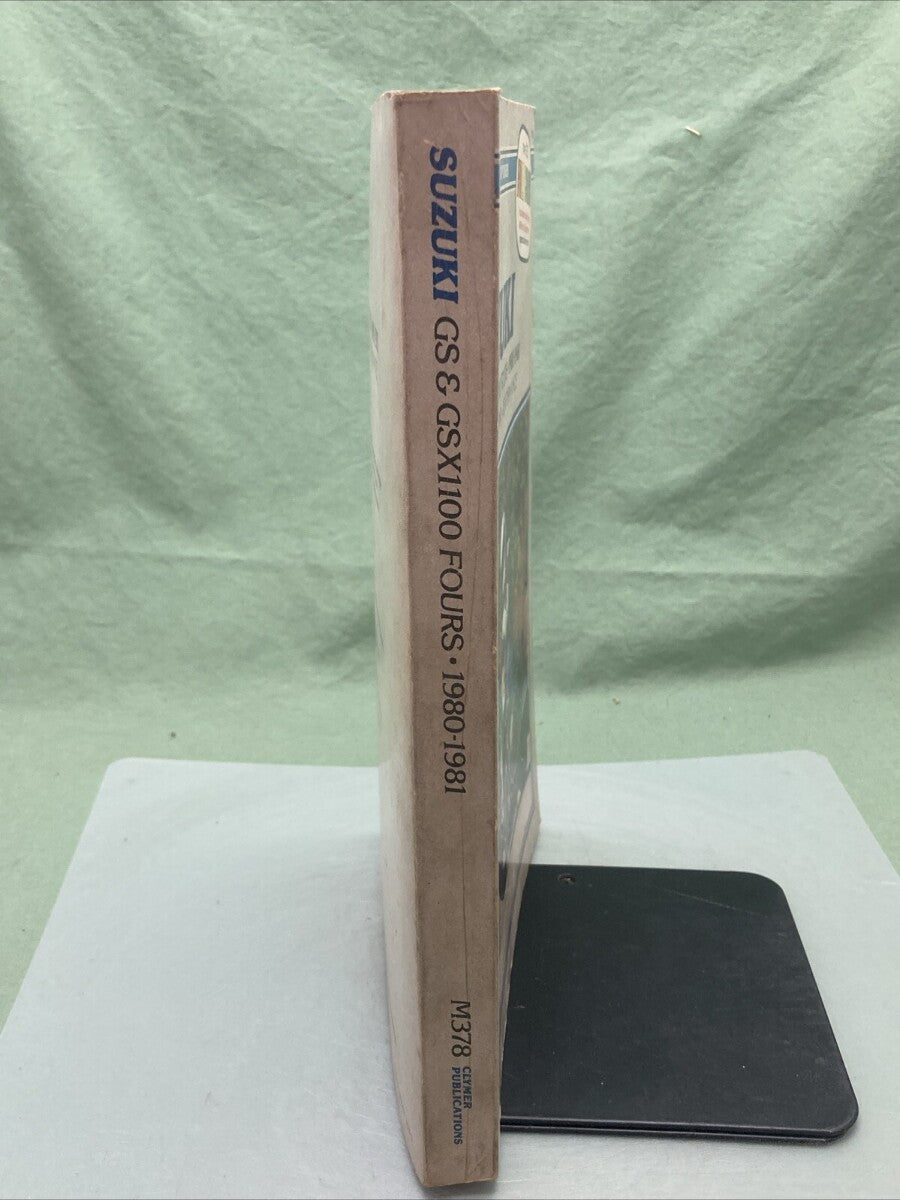 SUZUKI GS & GSX1100 FOURS • 1980-1981
M378
CLYMER
PUBLICATIONS